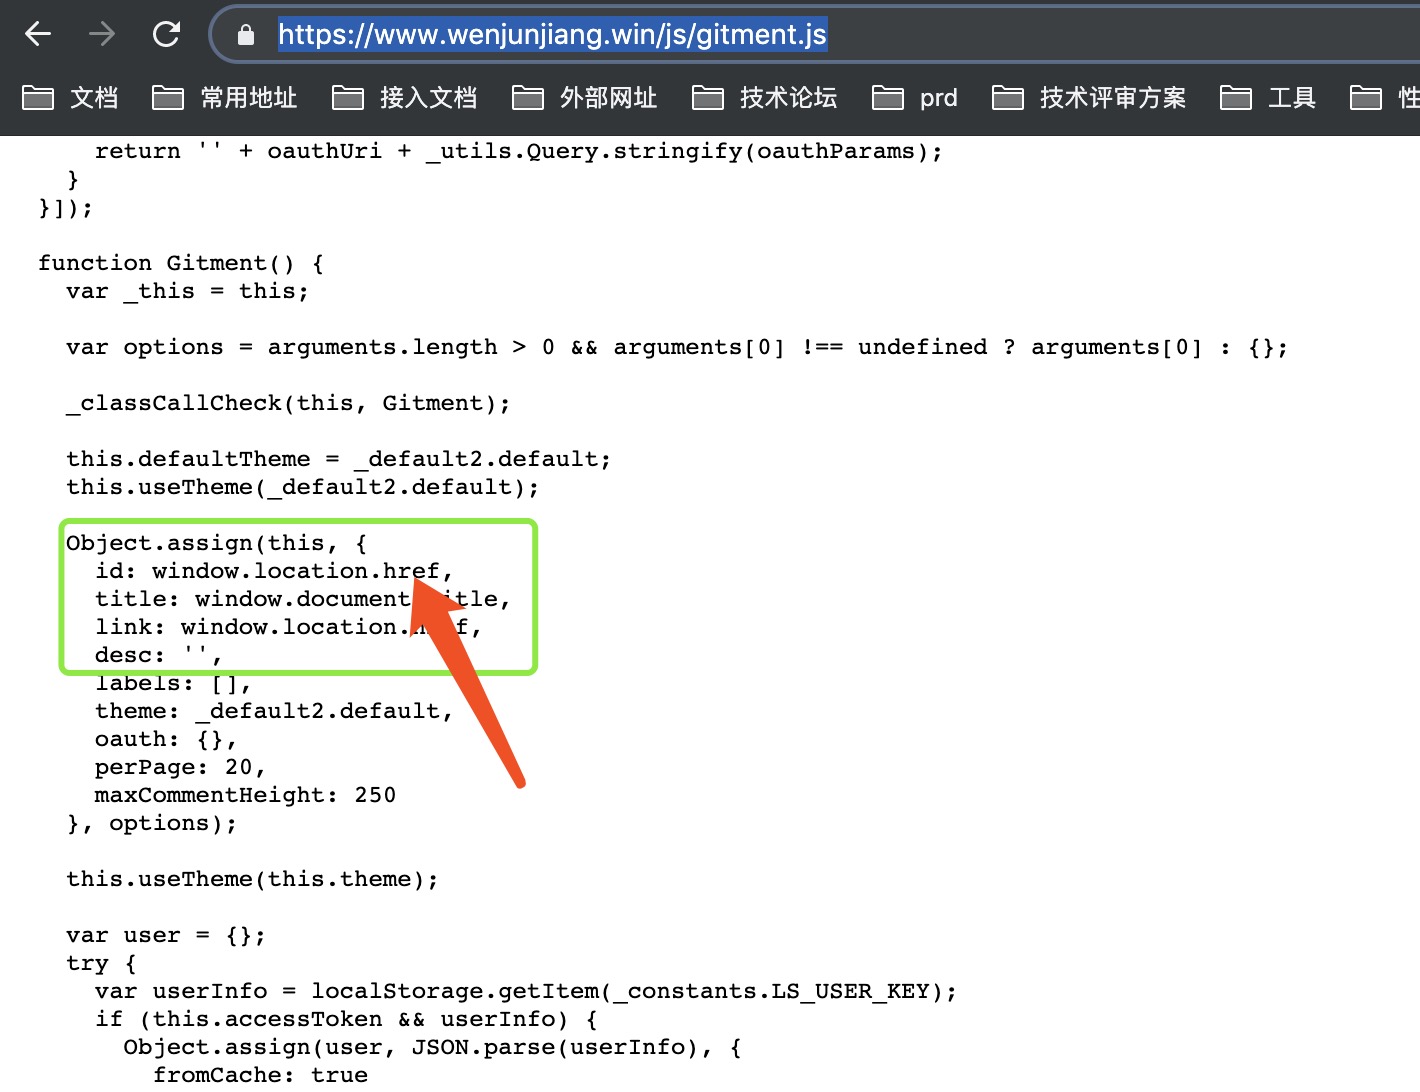 https://www.wenjunjiang.win/js/gitment.js
文档 常用地址 接入文档 外部网址 技术论坛 prd 技术评审方案 工具
return '' + oauthUri + _utils.Query.stringify(oauthParams);
}
}]);
function Gitment() {
var _this = this;
var options = arguments.length > 0 && arguments[0] !== undefined ? arguments[0] : {};
_classCallCheck(this, Gitment);
this.defaultTheme = _default2.default;
this.useTheme(_default2.default);
Object.assign(this, {
id: window.location.href,
title: window.document.title,
link: window.location.href,
desc: '',
labels: [],
theme: _default2.default,
oauth: {},
perPage: 20,
maxCommentHeight: 250
}, options);
this.useTheme(this.theme);
var user = {};
try {
var userInfo = localStorage.getItem(_constants.LS_USER_KEY);
if (this.accessToken && userInfo) {
Object.assign(user, JSON.parse(userInfo), {
fromCache: true